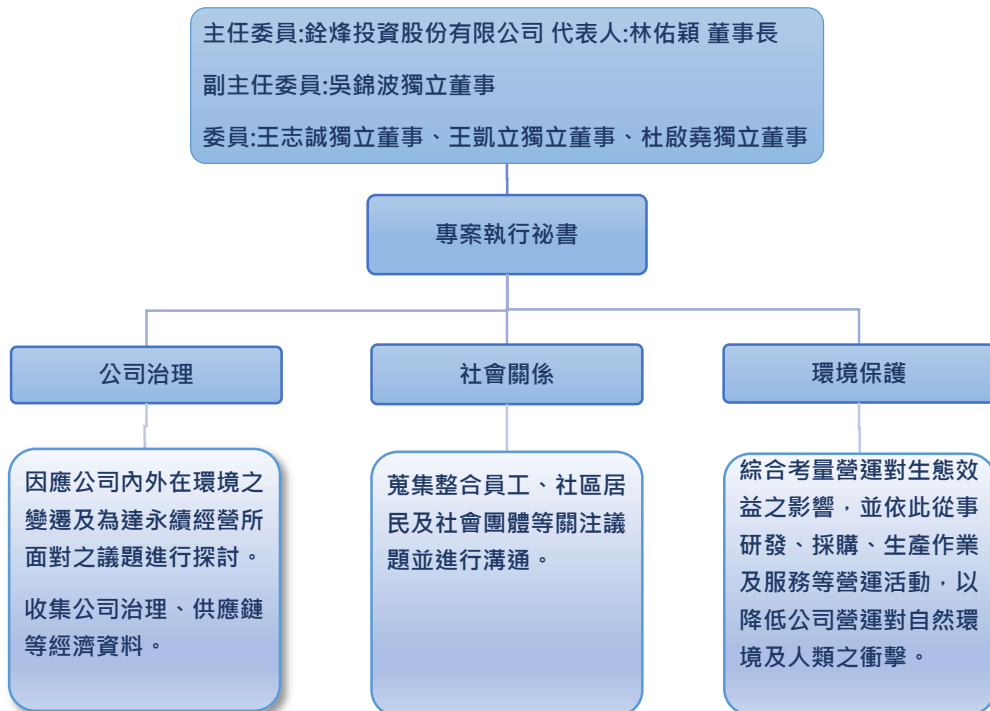 主任委員:銓烽投資股份有限公司 代表人:林佑穎 董事長
副主任委員:吳錦波獨立董事
委員:王志誠獨立董事、王凱立獨立董事、杜啟堯獨立董事
專案執行祕書
公司治理
社會關係
環境保護
因應公司內外在環境之
變遷及為達永續經營所
面對之議題進行探討。
收集公司治理、供應鏈
等經濟資料。
蒐集整合員工、社區居
民及社會團體等關注議
題並進行溝通。
綜合考量營運對生態效
益之影響，並依此從事
研發、採購、生產作業
及服務等營運活動，以
降低公司營運對自然環
境及人類之衝擊。